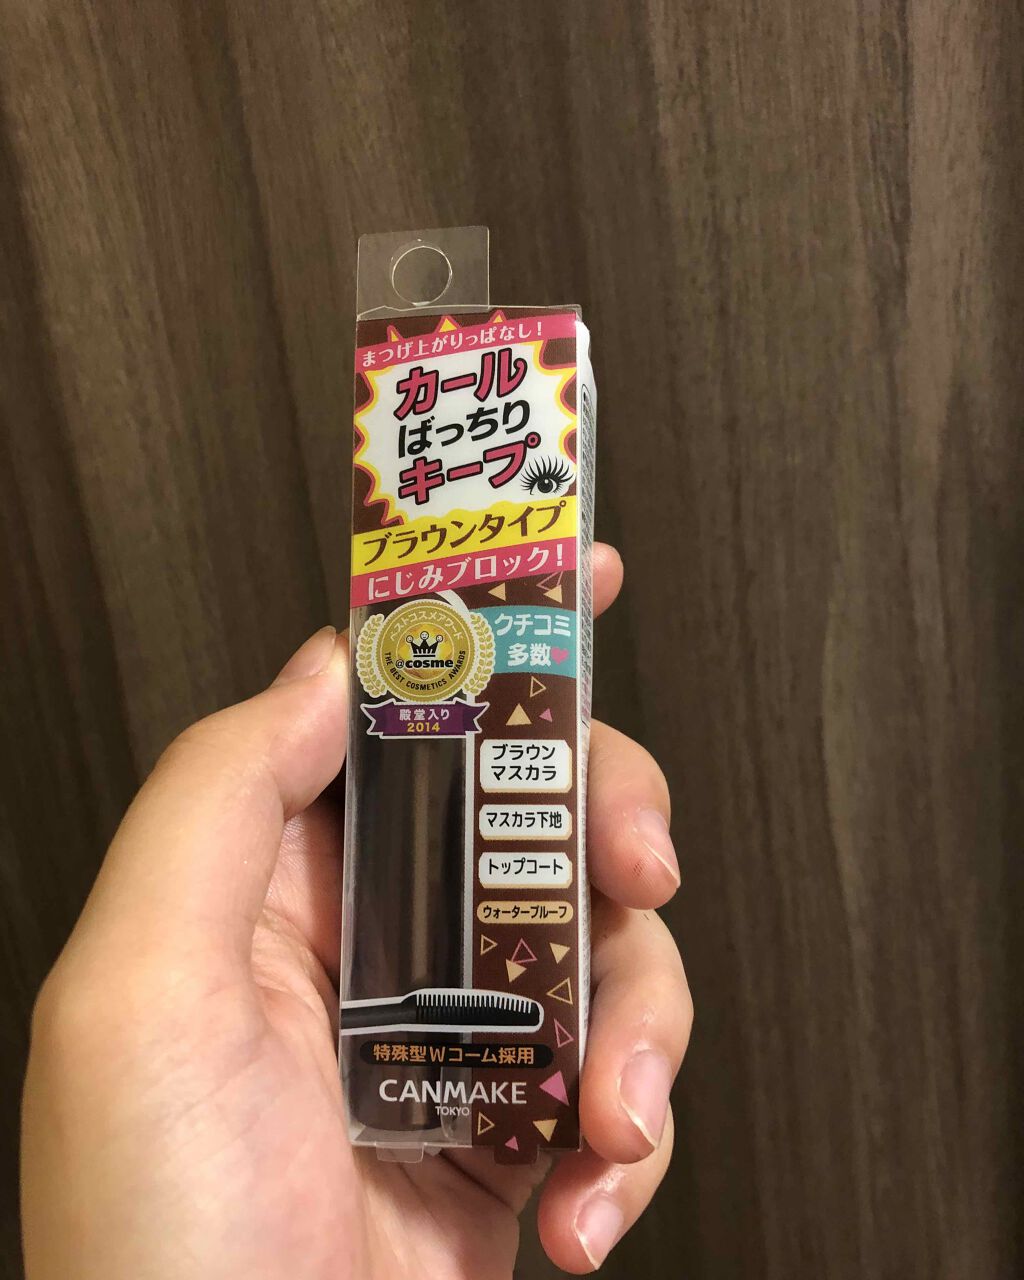 まつげ上がりっぱなし!
カール
ばっちり
キープ
ブラウンタイプ
にじみブロック!
ベストコスメアワード
@cosme
THE BEST COSMETICS AWARDS
殿堂入り
2014
クチコミ
多数
ブラウン
マスカラ
マスカラ下地
トップコート
ウォータープルーフ
特殊型Wコーム採用
CANMAKE
TOKYO